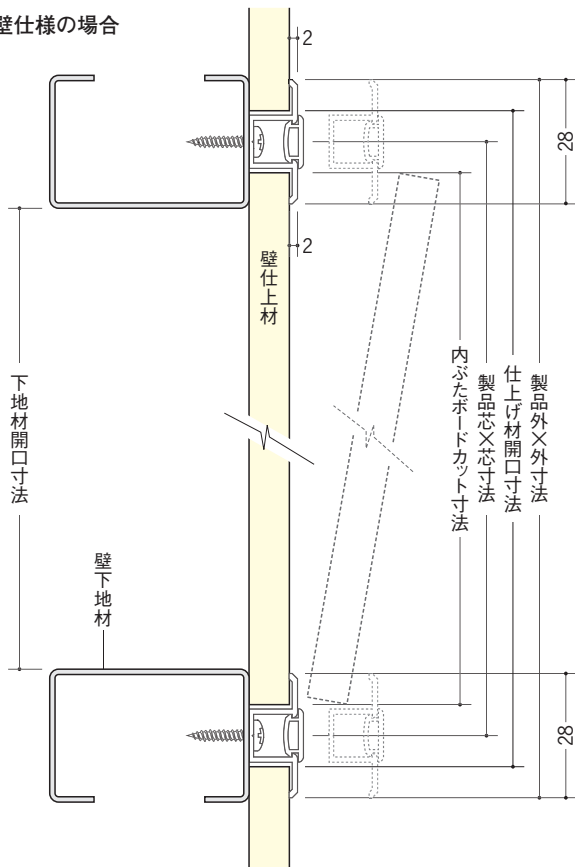 壁仕様の場合
2
28
2
壁仕上材
下地材開口寸法
壁下地材
内ぶたボードカット寸法
製品芯×芯寸法
仕上げ材開口寸法
製品外×外寸法
28